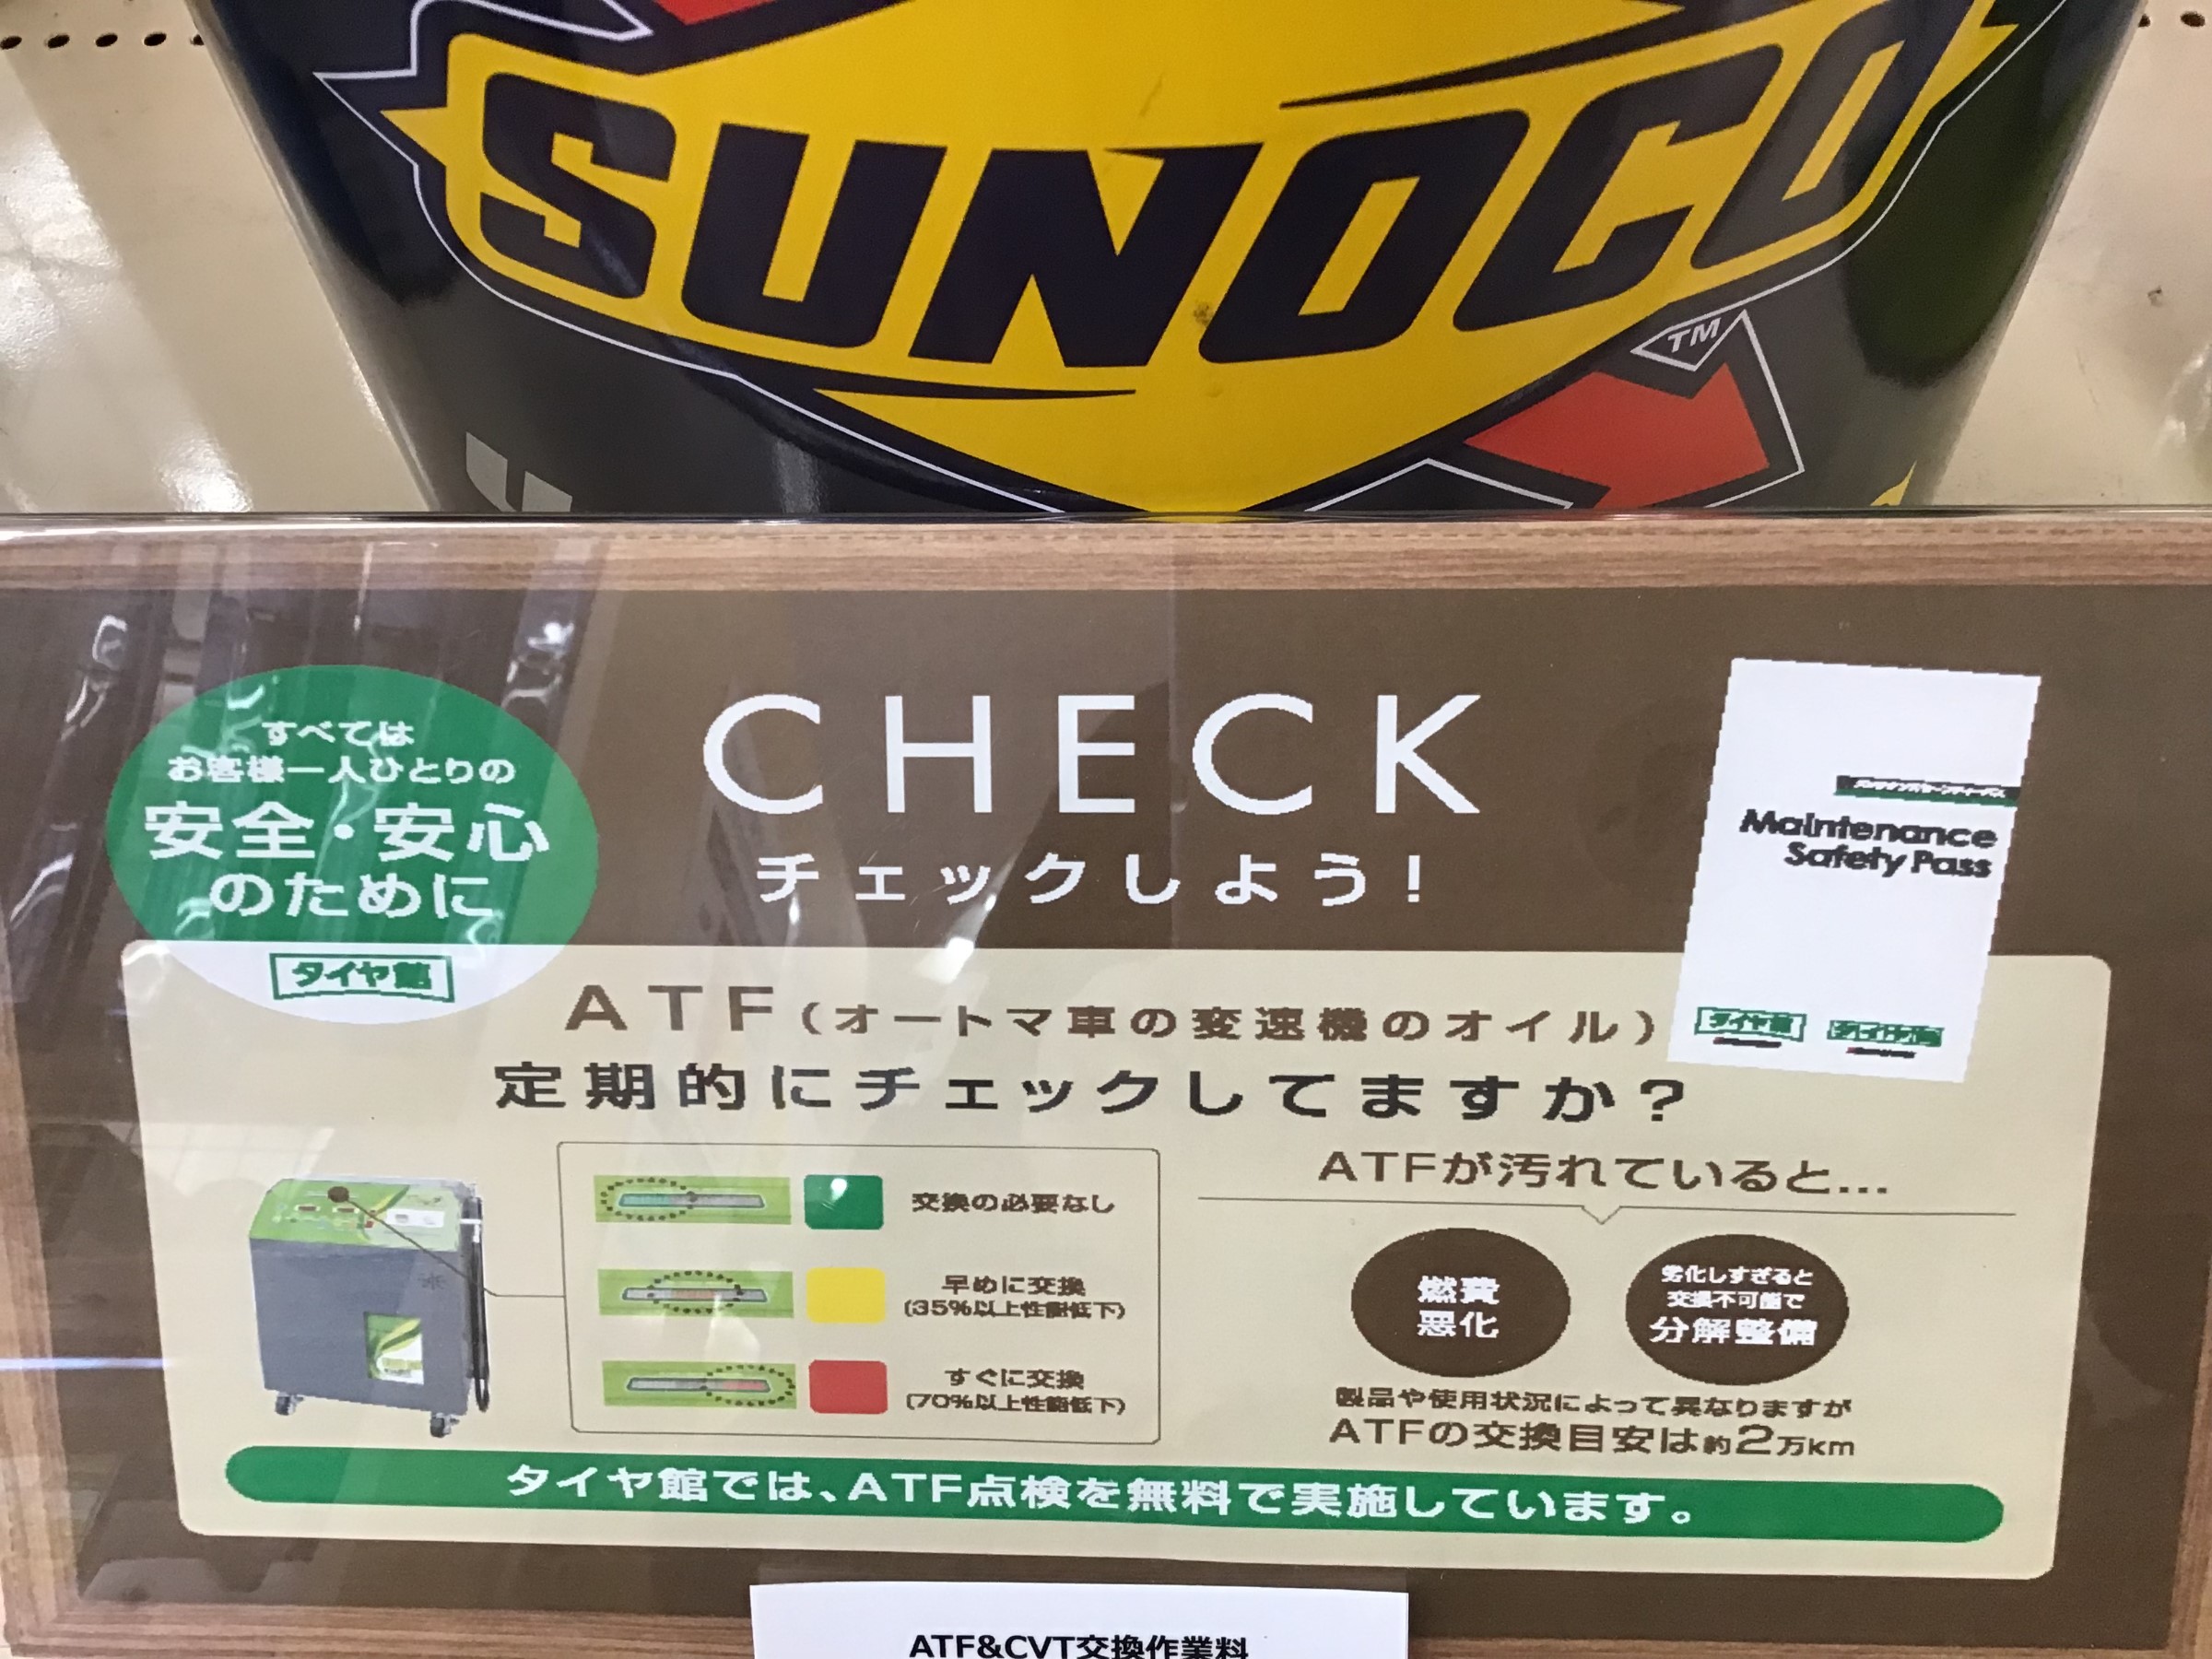 SUNOCO
TM
すべては
お客様一人ひとりの
安全・安心
のために
タイヤ館
CHECK
チェックしよう!
Maintenance
Safety Pass
タイヤ館
ATF(オートマ車の変速機のオイル)
定期的にチェックしてますか?
交換の必要なし
早めに交換
(35%以上性能低下)
すぐに交換
(70%以上性能低下)
ATFが汚れていると...
燃費
悪化
劣化しすぎると
交換不可能で
分解整備
製品や使用状況によって異なりますが
ATFの交換目安は約2万km
タイヤ館では、ATF点検を無料で実施しています。
ATF&CVT交換作業料